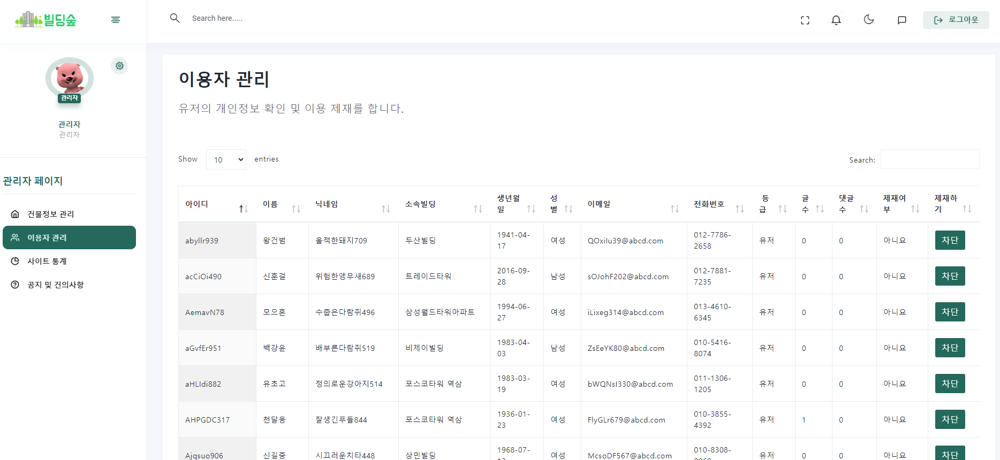 빌딩숲
Search here.....
로그아웃
관리자
관리자
관리자
관리자 페이지
건물정보 관리
이용자 관리
사이트 통계
공지 및 건의사항
이용자 관리
유저의 개인정보 확인 및 이용 제재를 합니다.
Show 10 entries
Search:
아이디 이름 닉네임 소속빌딩 생년월일 성별 이메일 전화번호 등급 글수 댓글수 제재여부 제재하기
abyllr939 왕건범 울적한돼지709 두산빌딩 1941-04-17 여성 QOxilu39@abcd.com 012-7786-2658 유저 0 0 아니요 차단
acCiOi490 신훈걸 위험한앵무새689 트레이드타워 2016-09-28 남성 sOJohF202@abcd.com 012-7881-7235 유저 0 0 아니요 차단
AemavN78 모으혼 수줍은다람쥐496 삼성월드타워아파트 1994-06-27 여성 iLixeg314@abcd.com 013-4610-6345 유저 0 0 아니요 차단
aGvfEr951 백강윤 배부른다람쥐519 비제이빌딩 1983-04-03 남성 ZsEeYK80@abcd.com 010-5416-8074 유저 0 0 아니요 차단
aHLIdi882 유초고 정의로운강아지514 포스코타워 역삼 1983-03-19 여성 bWQNsI330@abcd.com 011-1306-1205 유저 0 0 아니요 차단
AHPGDC317 천달웅 잘생긴푸들844 포스코타워 역삼 1936-01-23 여성 FlyGLr679@abcd.com 010-3855-4392 유저 1 0 아니요 차단
Ajqsuo906 신길중 시끄러운치타448 상민빌딩 1968-07- 여성 McsoDF567@abcd.com 010-8308- 유저 0 0 아니요 차단